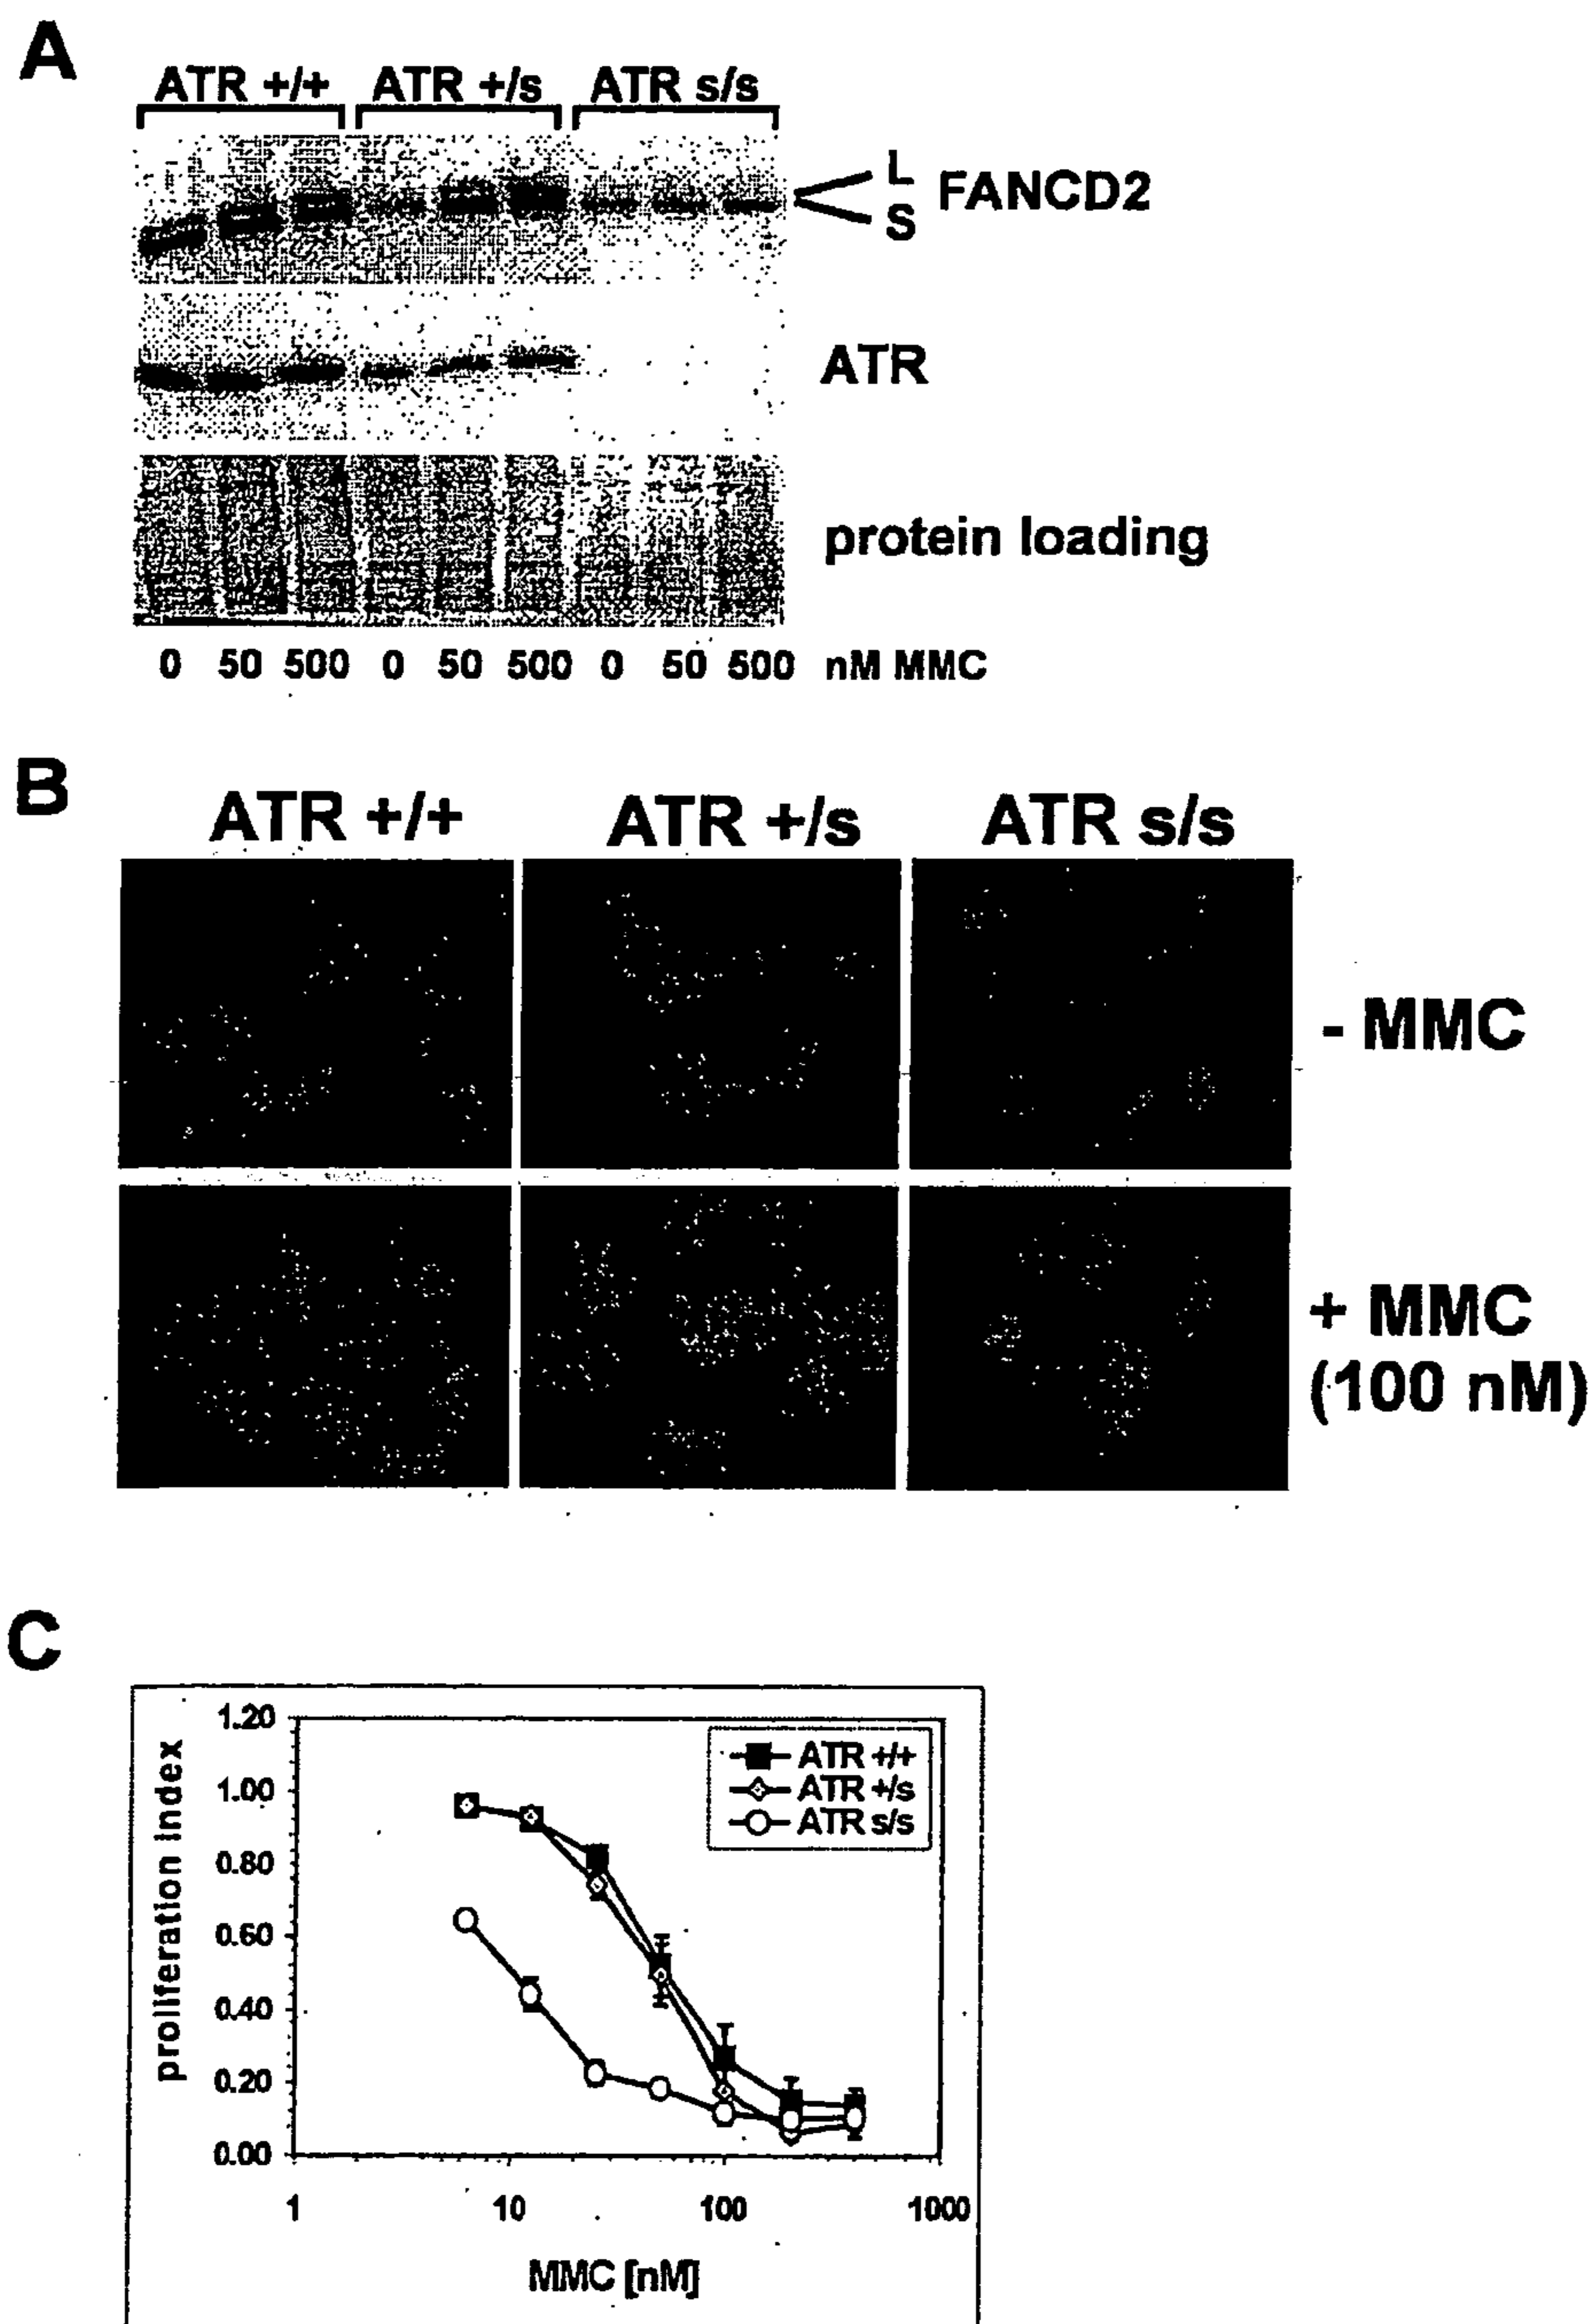 A
ATR +/+ ATR +/s ATR s/s
L
S
FANCD2
ATR
protein loading
0 50 500 0 50 500 0 50 500 nM MMC
B
ATR +/+ ATR +/s ATR s/s
- MMC
+ MMC
(100 nM)
C
1.20
1.00
0.80
0.60
0.40
0.20
0.00
proliferation index
ATR +/+
ATR +/s
ATR s/s
1 10 100 1000
MMC [nM]